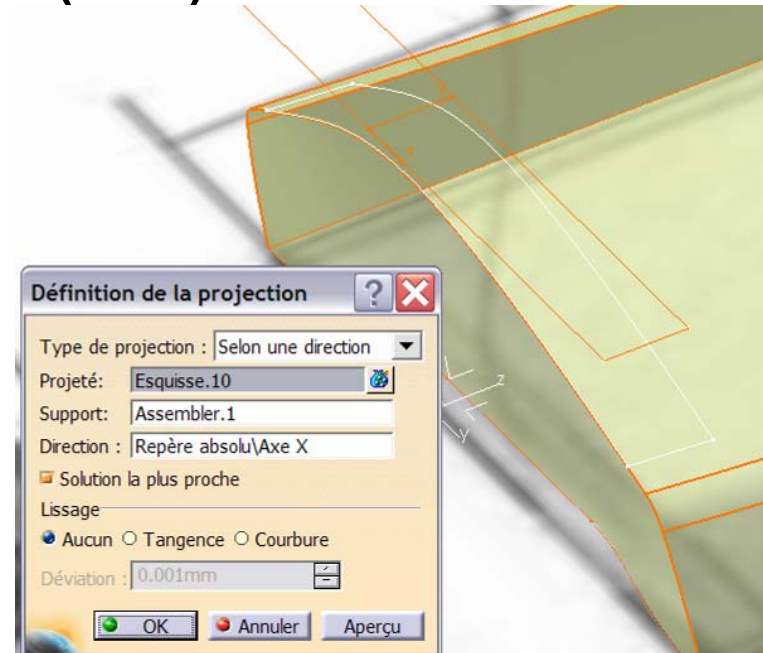 Définition de la projection ?
Type de projection : Selon une direction
Projeté: Esquisse.10
Support: Assembler.1
Direction : Repère absolu\Axe X
Solution la plus proche
Lissage
Aucun Tangence Courbure
Déviation : 0.001mm
OK Annuler Aperçu
z
y